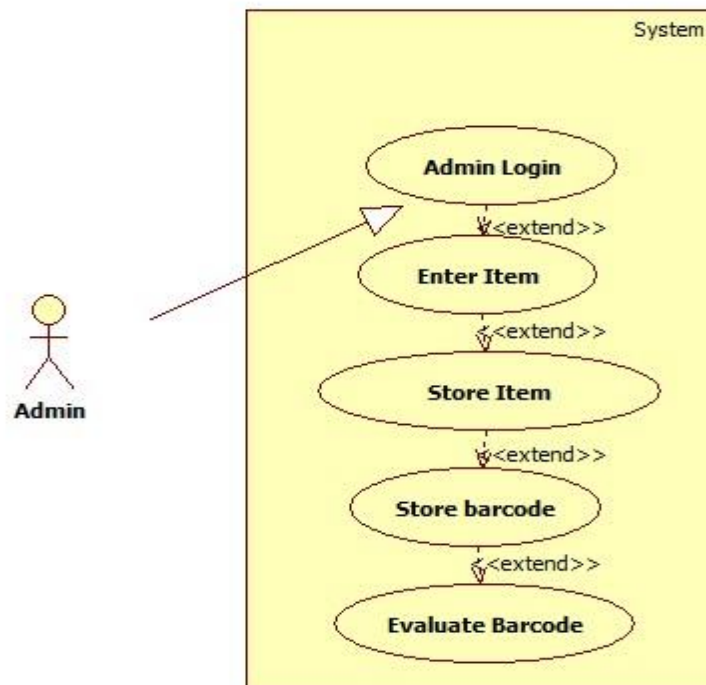 System
Admin Login
<<extend>>
Enter Item
<<extend>>
Admin
Store Item
<<extend>>
Store barcode
<<extend>>
Evaluate Barcode